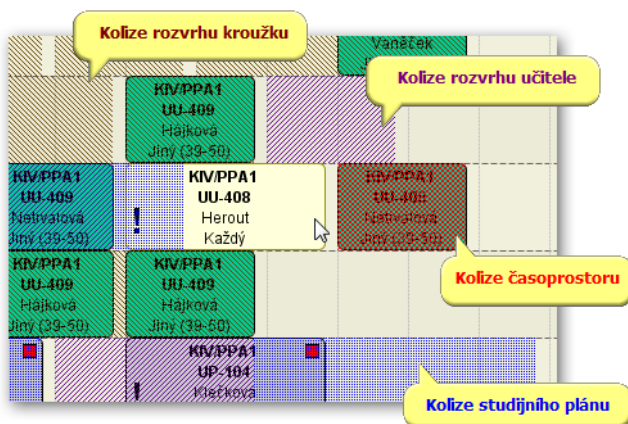 Kolize rozvrhu kroužku
Vaněček
Kolize rozvrhu učitele
KIV/PPA1
UU-409
Hájková
Jiný (39-50)
KIV/PPA1
UU-409
Netrvalová
Jiný (39-50)
!
KIV/PPA1
UU-408
Herout
Každý
KIV/PPA1
UU-408
Netrvalová
Jiný (39-50)
Kolize časoprostoru
KIV/PPA1
UU-409
Hájková
Jiný (39-50)
KIV/PPA1
UU-409
Hájková
Jiný (39-50)
!
KIV/PPA1
UP-104
Klečková
Kolize studijního plánu